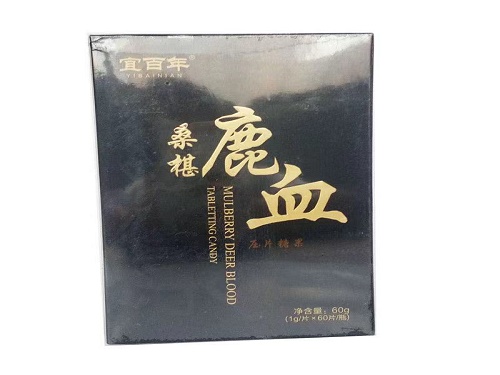 宜百年®
YIBAINIAN
桑椹
鹿血
MULBERRY DEER BLOOD
TABLETTING CANDY
压片糖果
净含量：60g
(1g/片×60片/瓶)